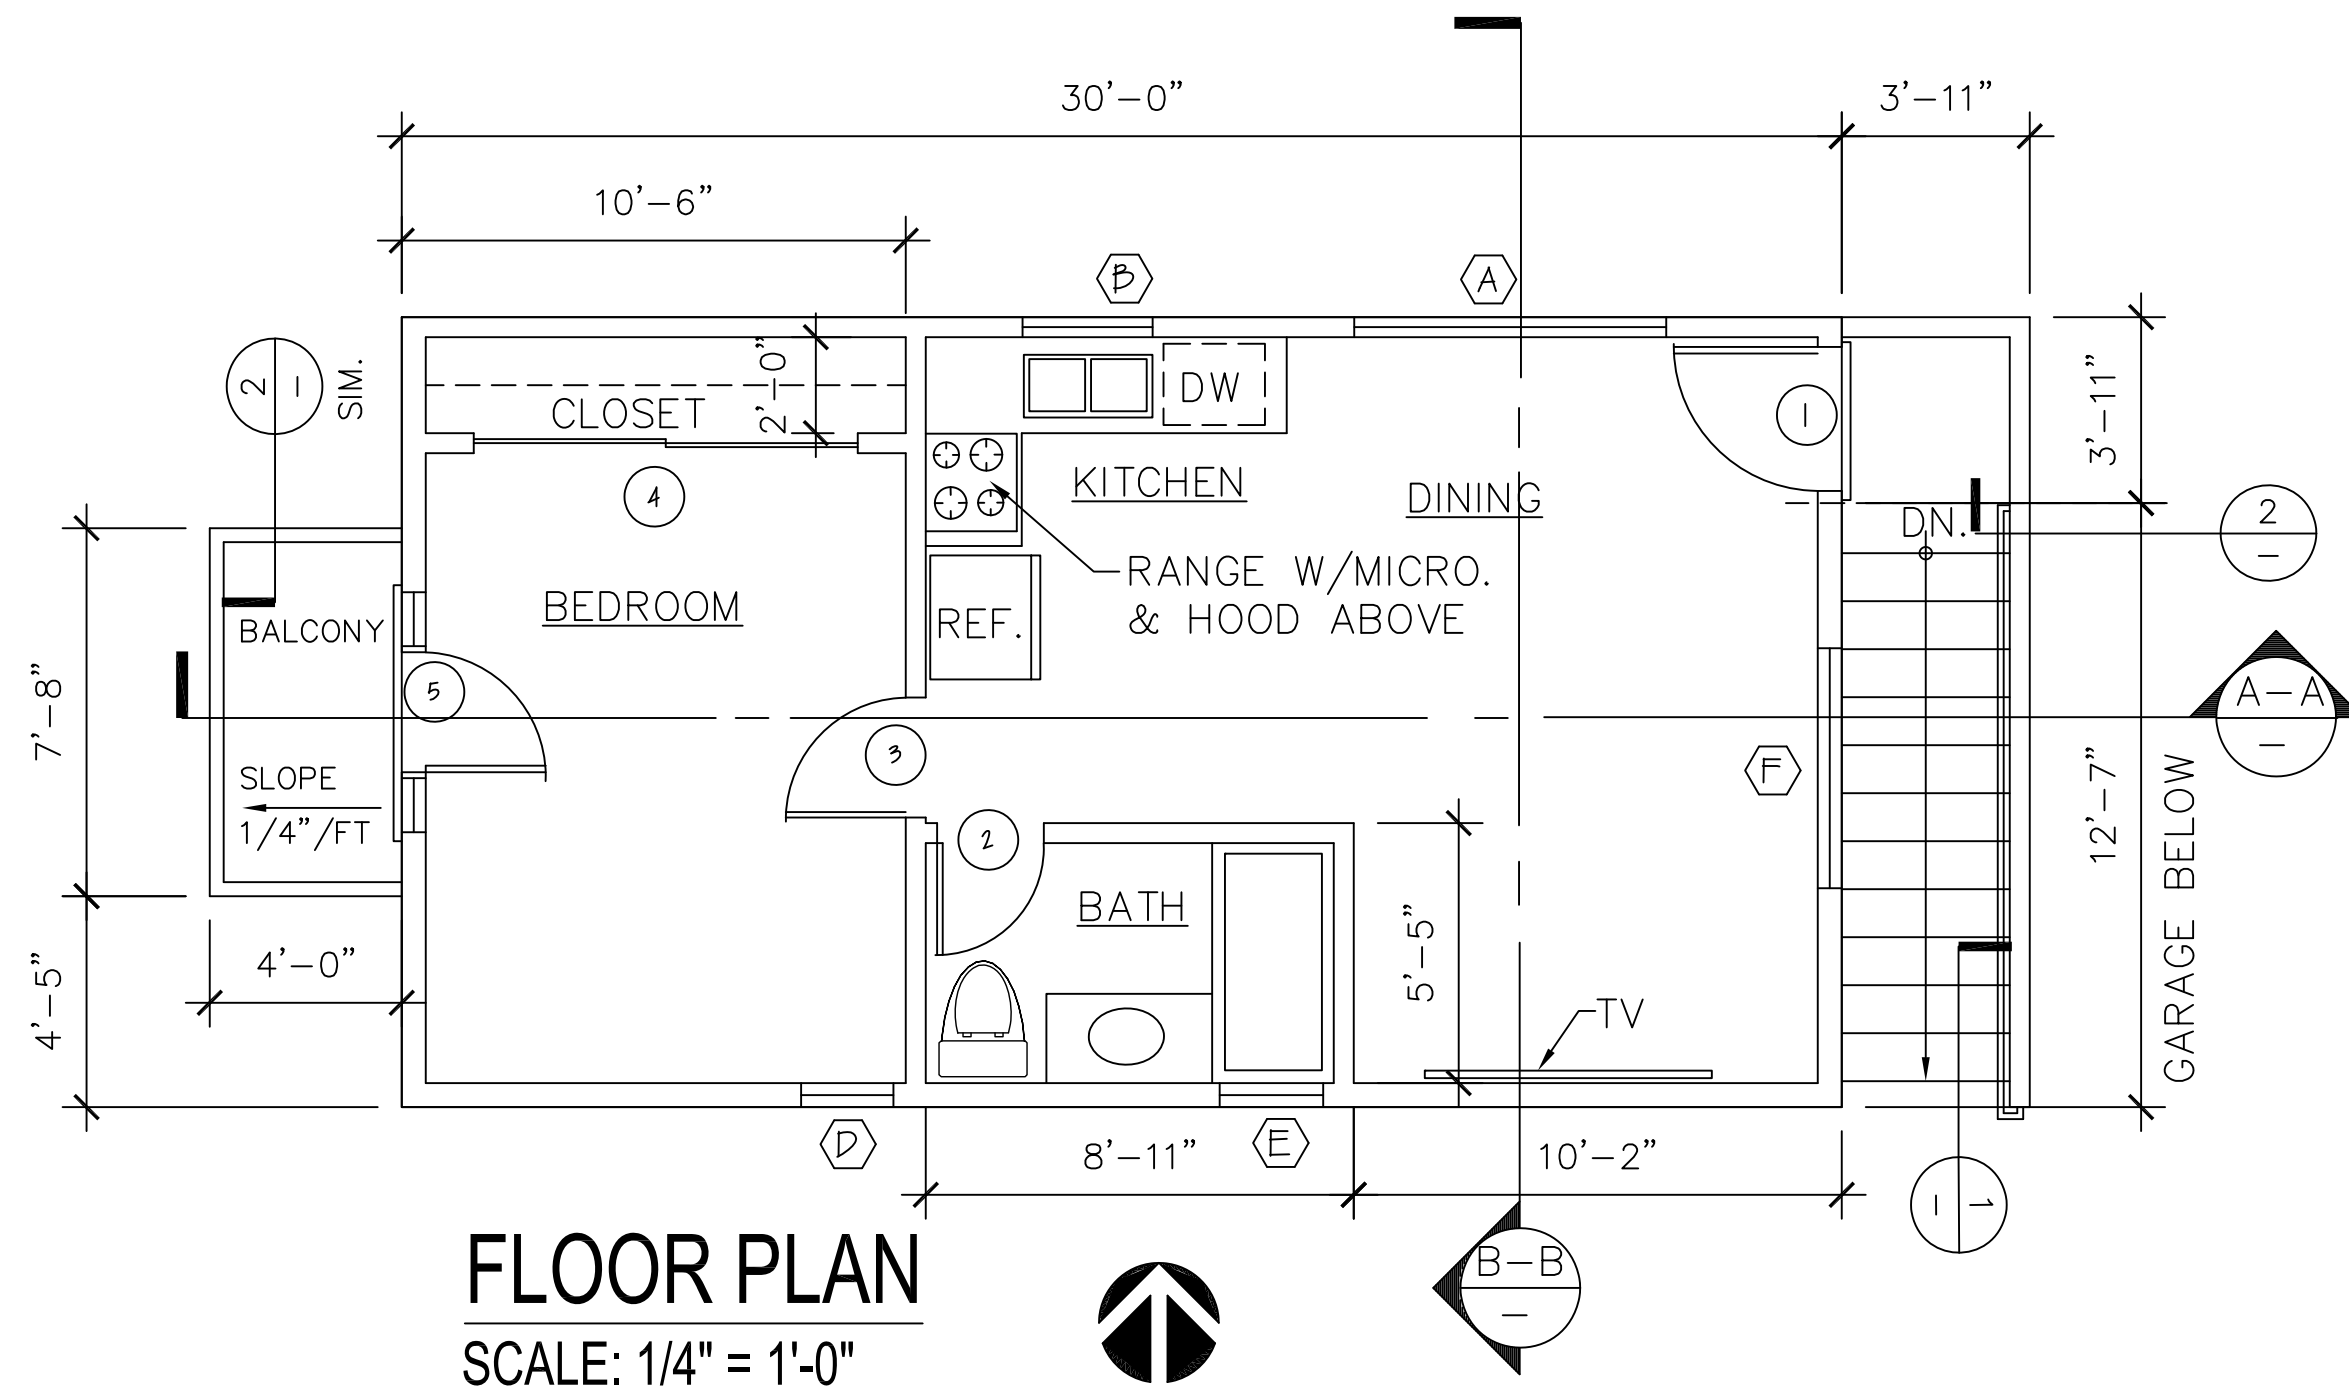 30'-0"
3'-11"
10'-6"
B
A
2
-
SIM.
2'-0"
CLOSET
DW
1
3'-11"
4
KITCHEN
DINING
DN.
2
-
RANGE W/MICRO.
& HOOD ABOVE
BEDROOM
REF.
BALCONY
5
7'-8"
3
F
A-A
-
SLOPE
1/4"/FT
2
12'-7"
GARAGE BELOW
BATH
5'-5"
4'-0"
4'-5"
TV
D
8'-11"
E
10'-2"
1
-
B-B
-
FLOOR PLAN
SCALE: 1/4" = 1'-0"